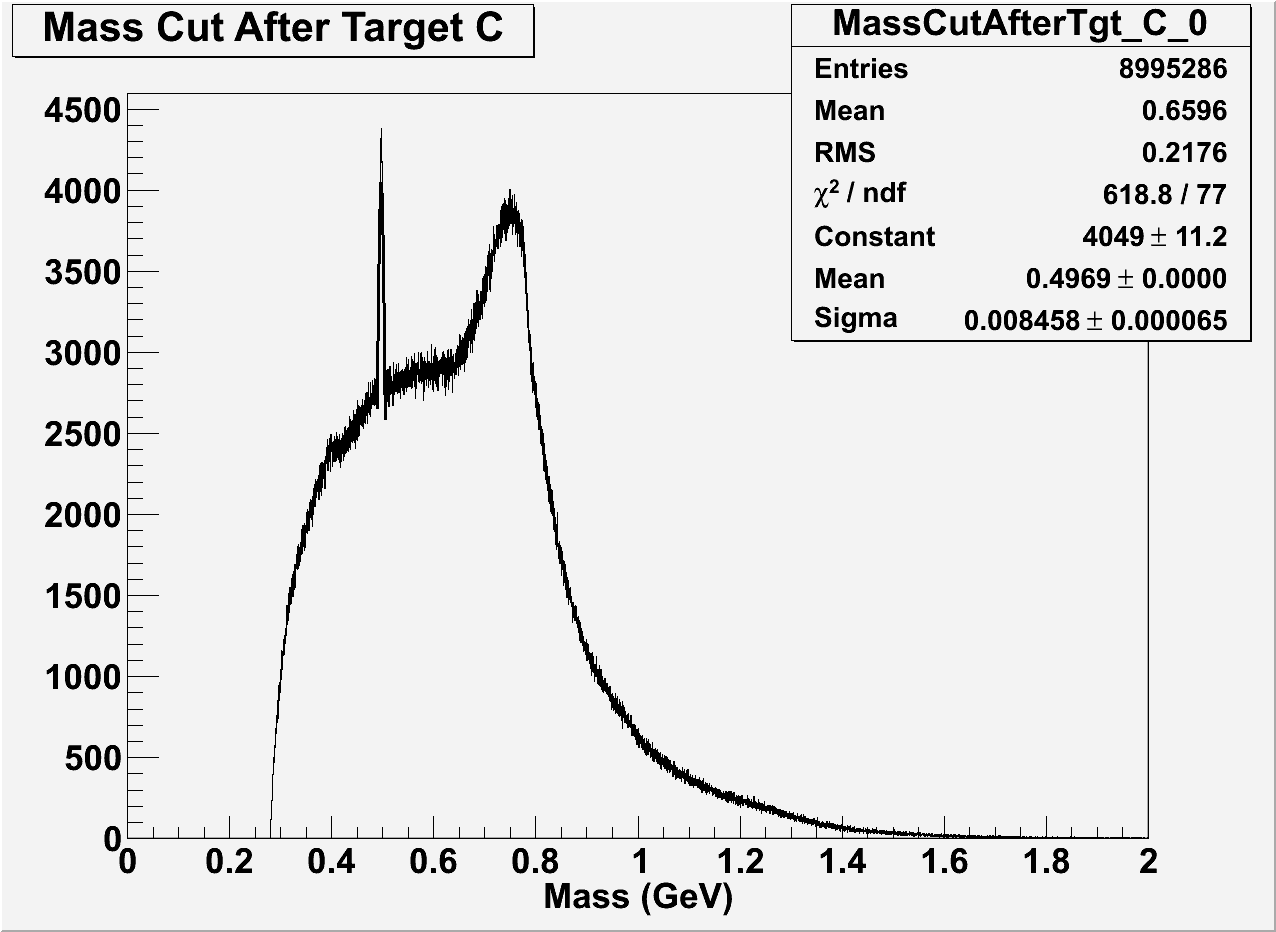 Mass Cut After Target C
MassCutAfterTgt_C_0
Entries 8995286
Mean 0.6596
RMS 0.2176
χ² / ndf 618.8 / 77
Constant 4049 ± 11.2
Mean 0.4969 ± 0.0000
Sigma 0.008458 ± 0.000065
4500
4000
3500
3000
2500
2000
1500
1000
500
0
0 0.2 0.4 0.6 0.8 1 1.2 1.4 1.6 1.8 2
Mass (GeV)